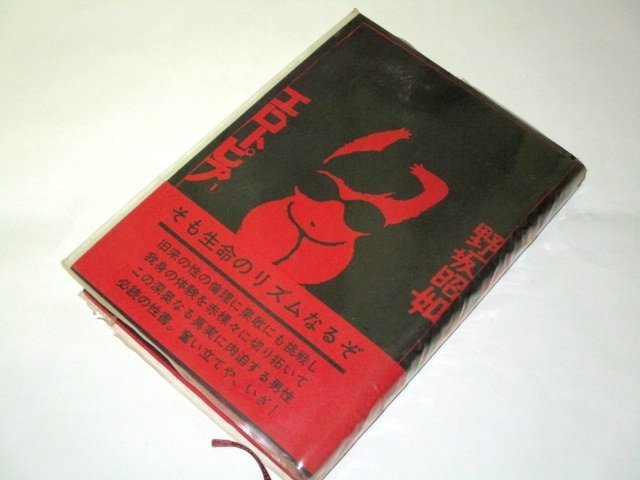 エロトピア1
野坂昭如
そも生命のリズムなるぞ
旧来の性の倫理に果敢にも挑戦し
我身の体験を赤裸々に切り拓いて
この深奥なる真実に肉迫する男性
必読の性書。奮い立てや、いざ！